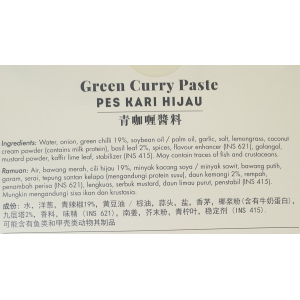 Green Curry Paste
PES KARI HIJAU
青咖喱醬料
Ingredients: Water, onion, green chilli 19%, soybean oil / palm oil, garlic, salt, lemongrass, coconut
cream powder (contains milk protein), basil leaf 2%, spices, flavour enhancer (INS 621), galangal,
mustard powder, kaffir lime leaf, stabilizer (INS 415). May contain traces of fish and crustaceans.
Ramuan: Air, bawang merah, cili hijau 19%, minyak kacang soya / minyak sawit, bawang putih,
garam, serai, tepung santan kelapa (mengandungi protein susu), daun kemangi 2%, rempah,
penambah perisa (INS 621), lengkuas, serbuk mustard, daun limau purut, penstabil (INS 415).
Mungkin mengandungi sisa ikan dan krustasia.
成份: 水, 洋葱, 青辣椒19%, 黄豆油 / 棕油, 蒜头, 盐, 香茅, 椰浆粉(含有牛奶蛋白),
九层塔2%, 香料, 味精 (INS 621), 南姜, 芥末粉, 青柠叶, 稳定剂 (INS 415).
可能含有鱼类和甲壳类动物其制品